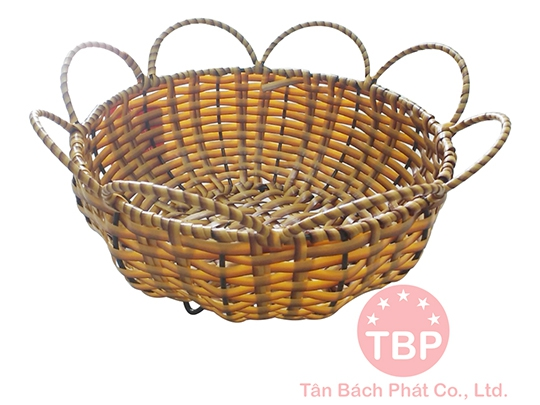 TBP
Tân Bách Phát Co., Ltd.